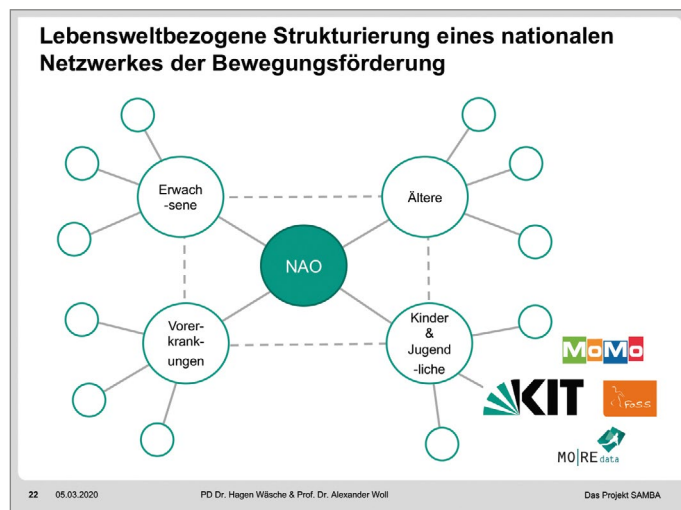 Lebensweltbezogene Strukturierung eines nationalen
Netzwerkes der Bewegungsförderung
Erwach
-sene
Ältere
NAO
Vorer-
krank-
ungen
Kinder
&
Jugend
-liche
MoMo
KIT
FoSS
MO|RE data
22 05.03.2020 PD Dr. Hagen Wäsche & Prof. Dr. Alexander Woll Das Projekt SAMBA